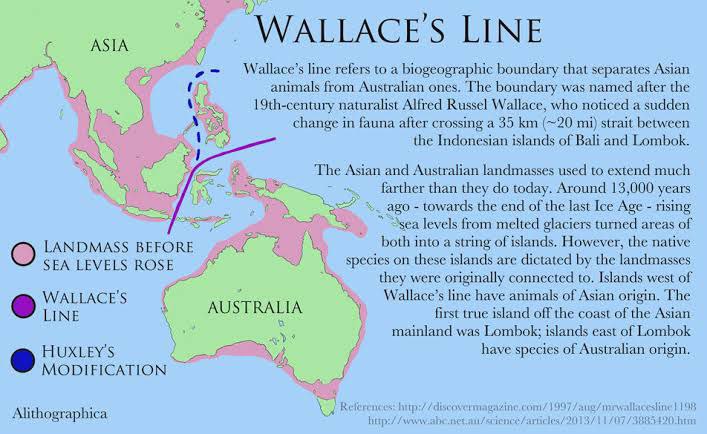 WALLACE'S LINE
ASIA
Wallace's line refers to a biogeographic boundary that separates Asian
animals from Australian ones. The boundary was named after the
19th-century naturalist Alfred Russel Wallace, who noticed a sudden
change in fauna after crossing a 35 km (~20 mi) strait between
the Indonesian islands of Bali and Lombok.
The Asian and Australian landmasses used to extend much
farther than they do today. Around 13,000 years
ago - towards the end of the last Ice Age - rising
sea levels from melted glaciers turned areas of
both into a string of islands. However, the native
species on these islands are dictated by the landmasses
they were originally connected to. Islands west of
Wallace's line have animals of Asian origin. The
first true island off the coast of the Asian
mainland was Lombok; islands east of Lombok
have species of Australian origin.
LANDMASS BEFORE
SEA LEVELS ROSE
WALLACE'S
LINE
HUXLEY'S
MODIFICATION
AUSTRALIA
Alithographica
References: http://discovermagazine.com/1997/aug/mrwallacesline1198
http://www.abc.net.au/science/articles/2013/11/07/3885420.htm